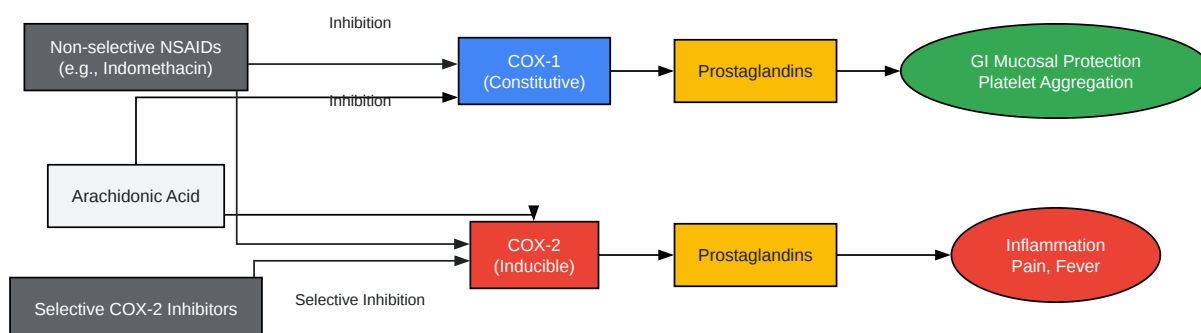 Inhibition
Non-selective NSAIDs
(e.g., Indomethacin)
COX-1
(Constitutive)
Prostaglandins
GI Mucosal Protection
Platelet Aggregation
Inhibition
Arachidonic Acid
COX-2
(Inducible)
Prostaglandins
Inflammation
Pain, Fever
Selective COX-2 Inhibitors
Selective Inhibition